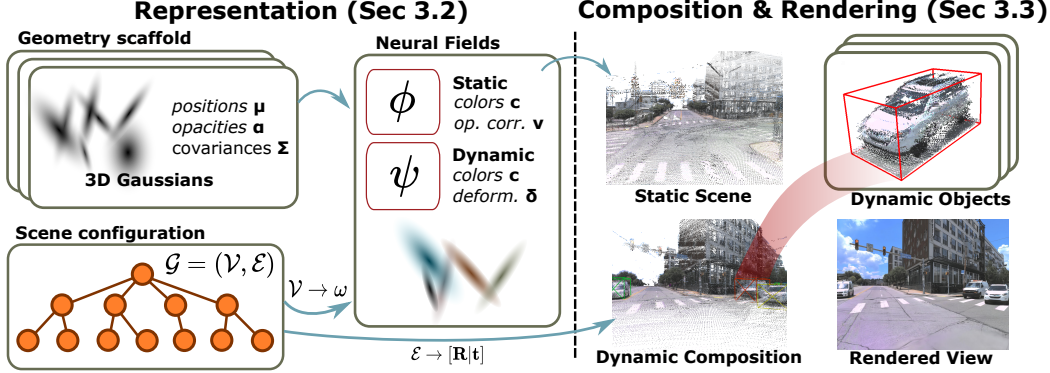 Representation (Sec 3.2)
Geometry scaffold
positions μ
opacities α
covariances Σ
3D Gaussians
Scene configuration
𝒢 = (𝒱, ℰ)
𝒱 → ω
ℰ → [R|t]
Neural Fields
ϕ
Static
colors c
op. corr. v
ψ
Dynamic
colors c
deform. δ
Composition & Rendering (Sec 3.3)
Static Scene
Dynamic Objects
Dynamic Composition
Rendered View